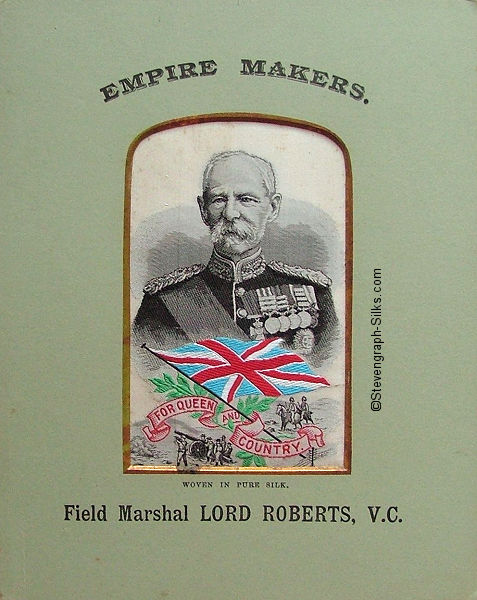 EMPIRE MAKERS.
FOR QUEEN AND COUNTRY.
WOVEN IN PURE SILK.
Field Marshal LORD ROBERTS, V.C.
©Stevengraph-Silks.com